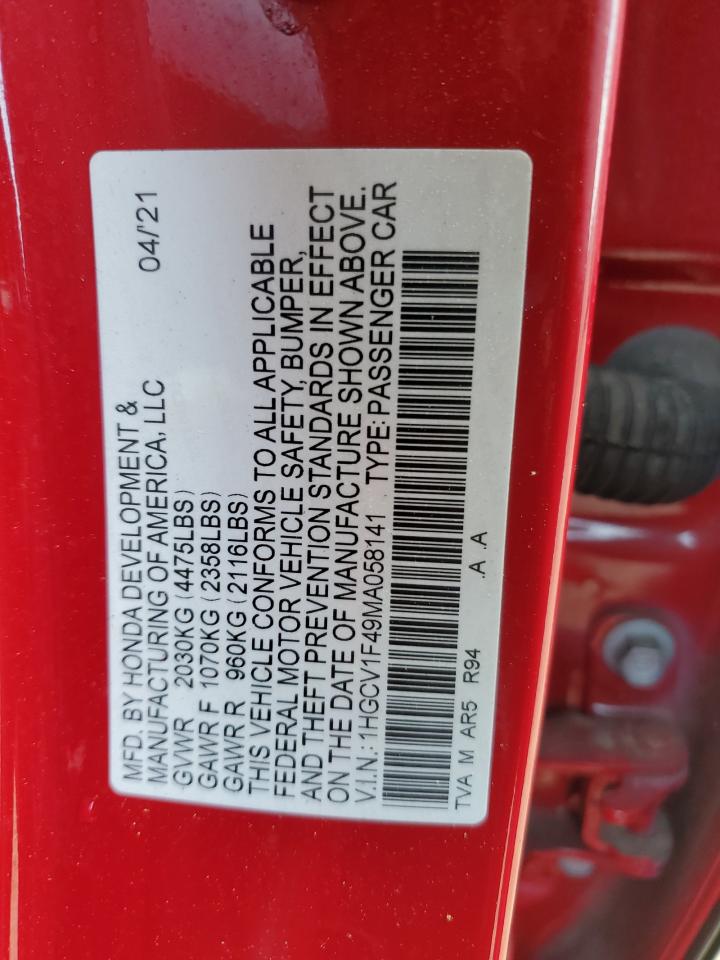 MFD. BY HONDA DEVELOPMENT &
MANUFACTURING OF AMERICA, LLC 04/'21
GVWR 2030KG (4475LBS)
GAWR F 1070KG (2358LBS)
GAWR R 960KG (2116LBS)
THIS VEHICLE CONFORMS TO ALL APPLICABLE
FEDERAL MOTOR VEHICLE SAFETY, BUMPER,
AND THEFT PREVENTION STANDARDS IN EFFECT
ON THE DATE OF MANUFACTURE SHOWN ABOVE.
V.I.N.: 1HGCV1F49MA058141 TYPE: PASSENGER CAR
TVA M AR5 R94 .A .A